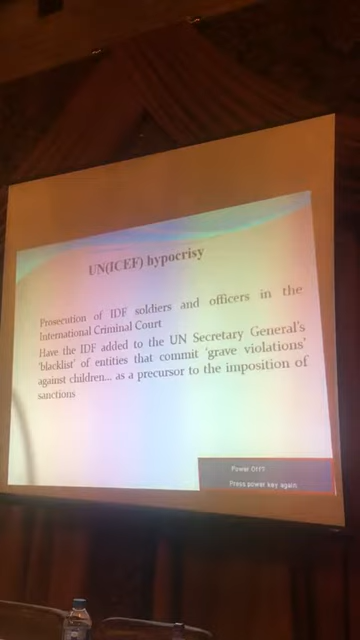 UN(ICEF) hypocrisy
Prosecution of IDF soldiers and officers in the
International Criminal Court
Have the IDF added to the UN Secretary General's
'blacklist' of entities that commit 'grave violations'
against children... as a precursor to the imposition of
sanctions
Power Off?
Press power key again.